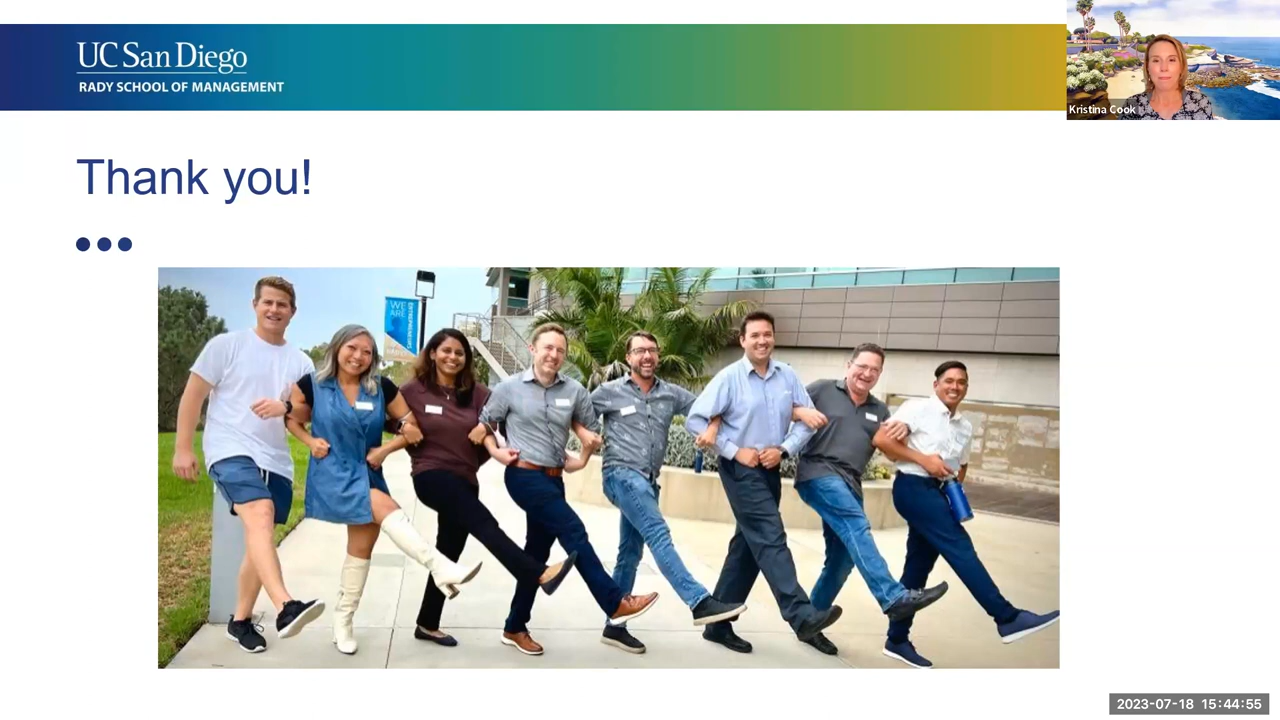 UC San Diego
RADY SCHOOL OF MANAGEMENT
Kristina Cook
Thank you!
WE
ARE
ENTREPRENEURS
2023-07-18 15:44:55